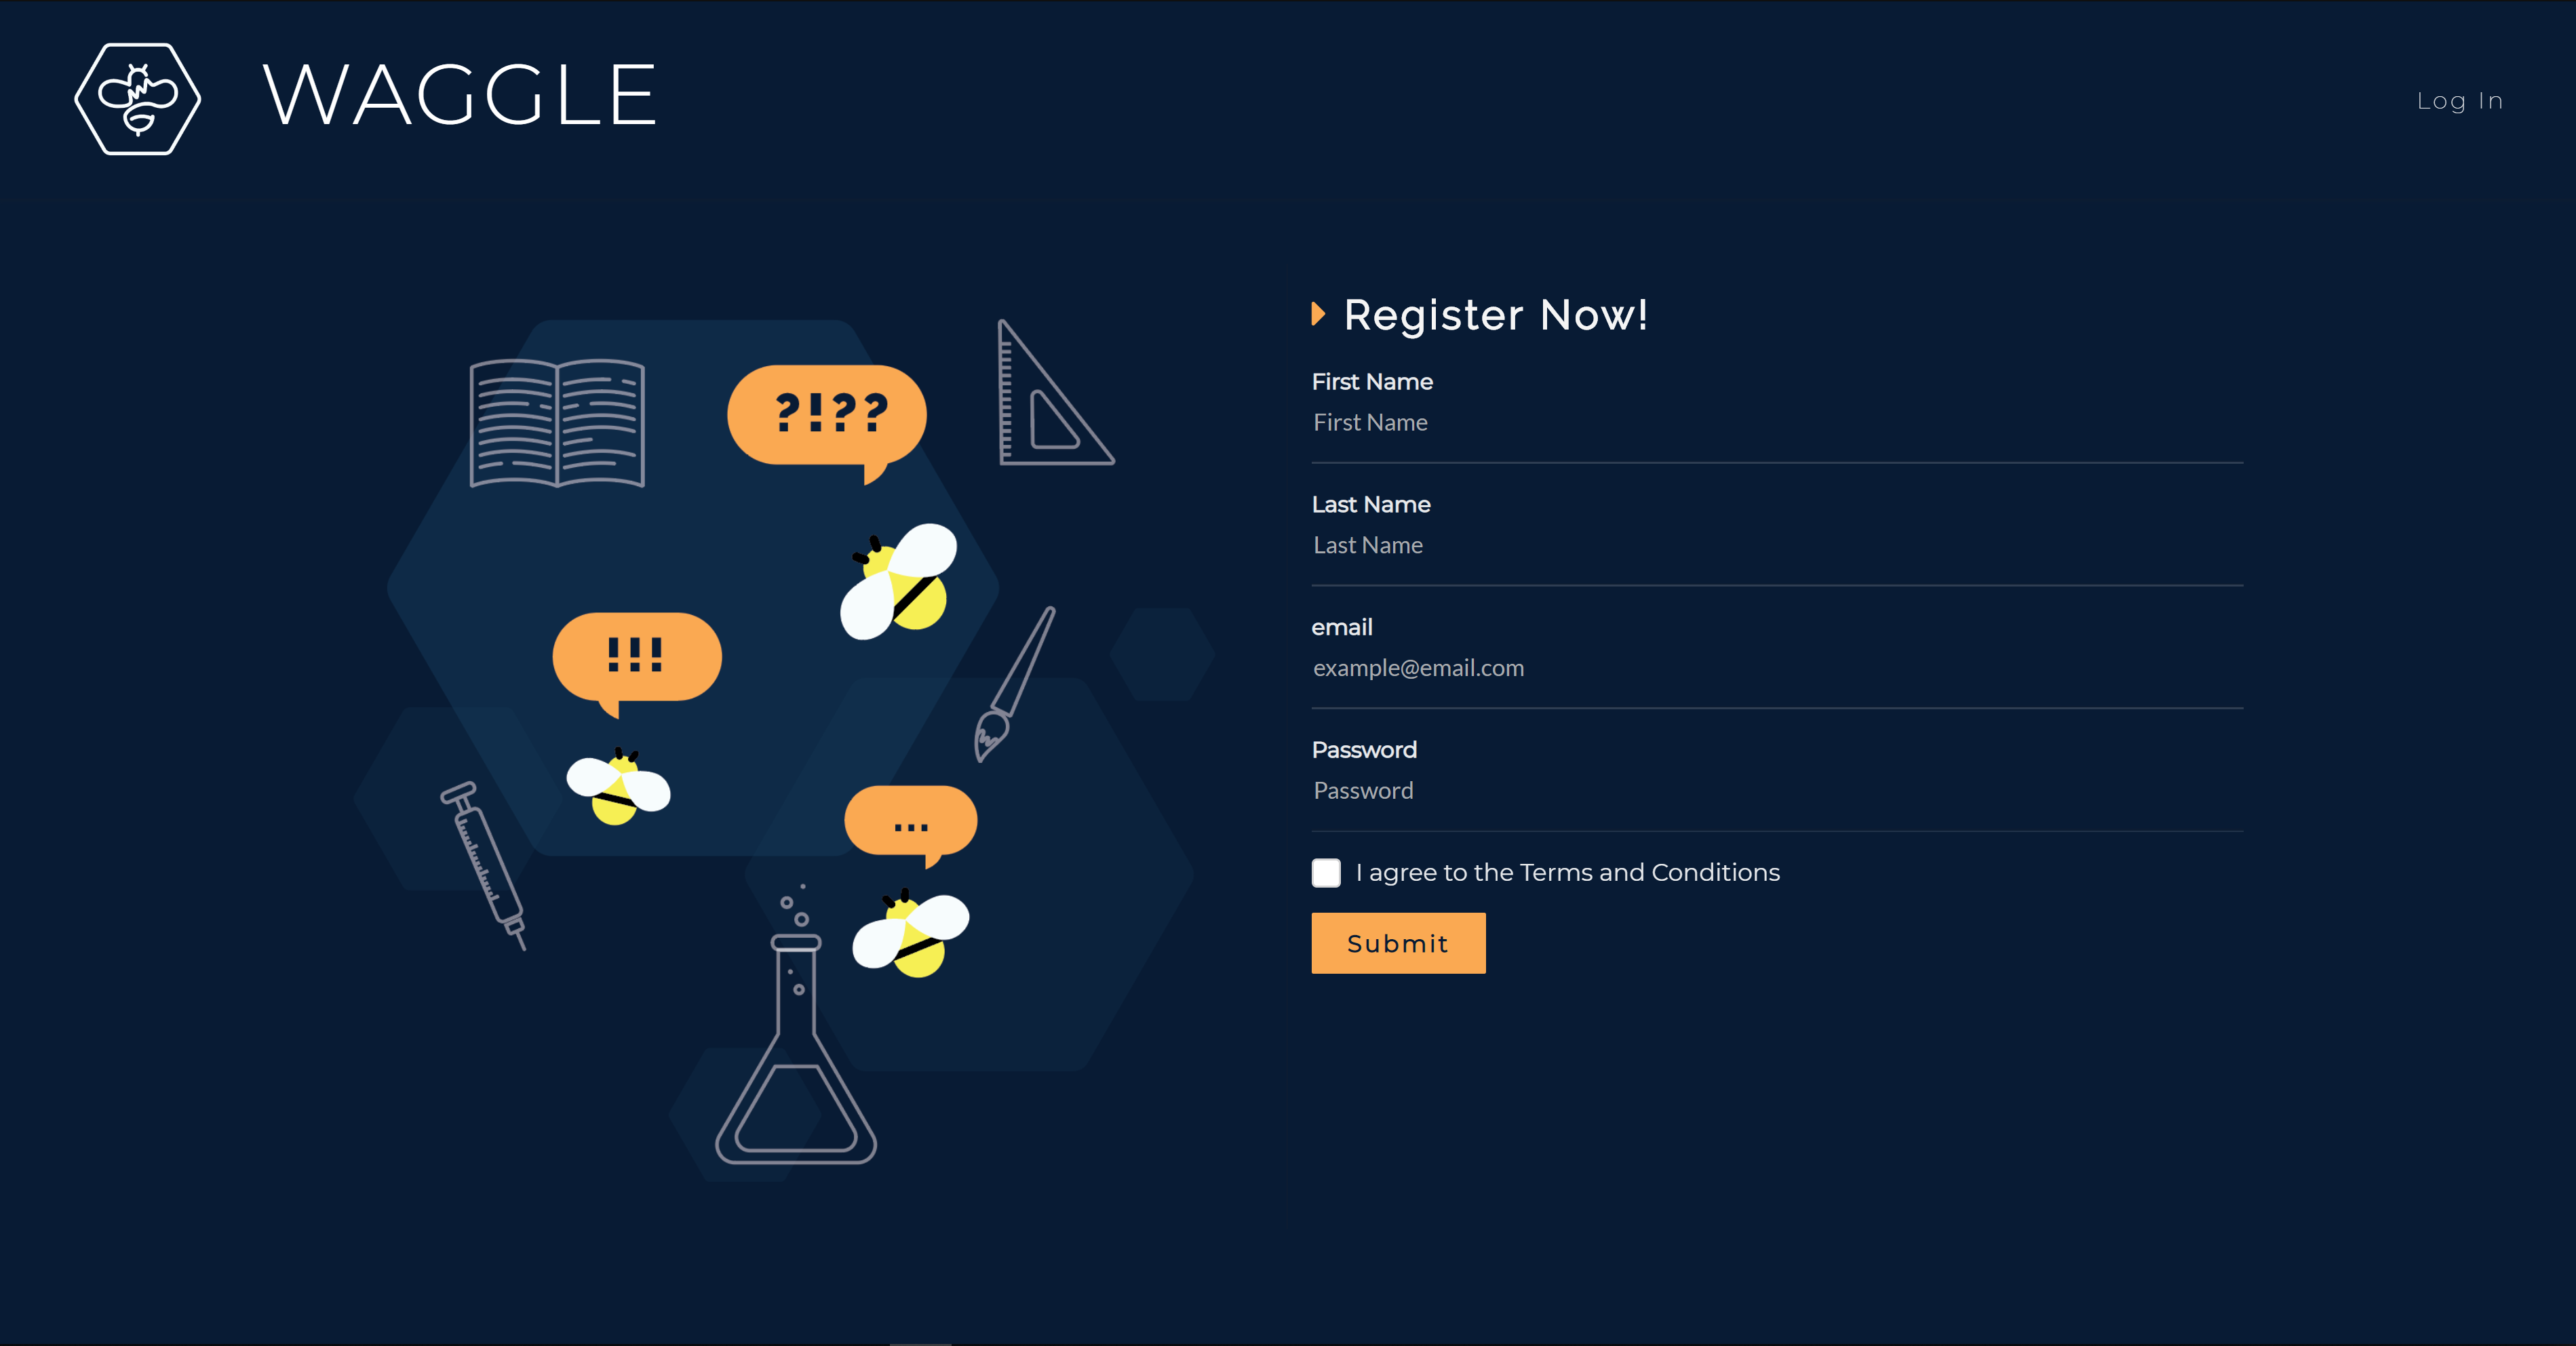 WAGGLE
Log In
?!??
!!!
...
Register Now!
First Name
First Name
Last Name
Last Name
email
example@email.com
Password
Password
I agree to the Terms and Conditions
Submit